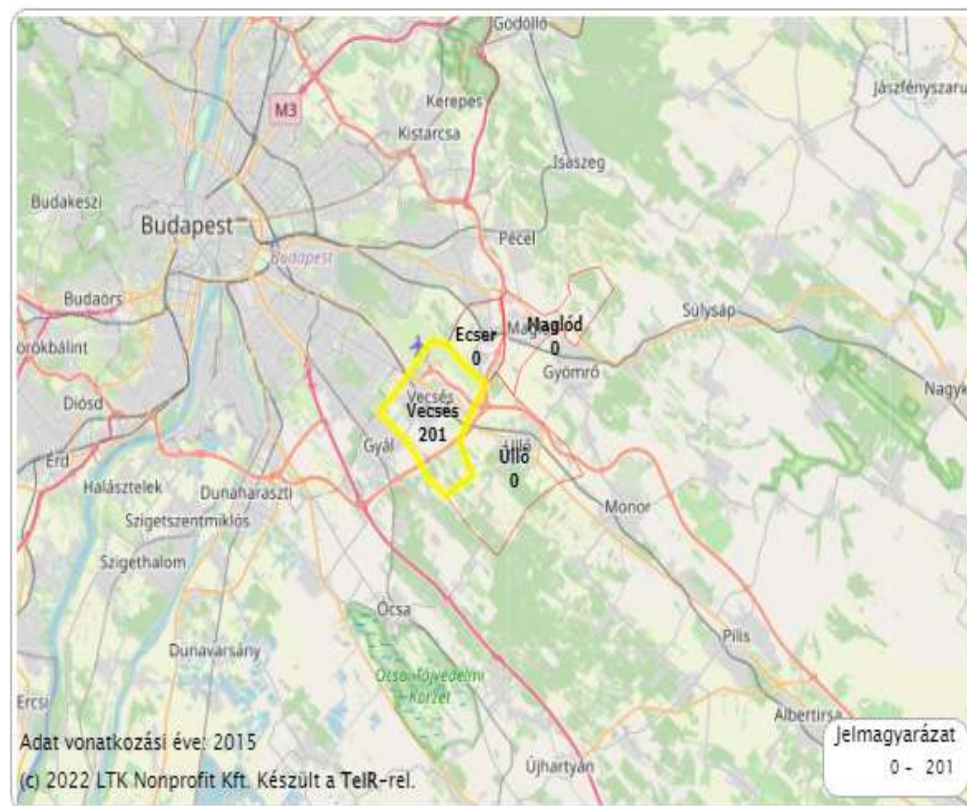 Gödöllő
Jászfényszaru
M3
Kerepes
Kistarcsa
Isaszeg
Budakeszi
Budapest
Pécel
Budapest
Budaörs
Ecser
0
Maglód
0
Súlysáp
örökbálint
Gyömrő
Nagyk
Diósd
Vecsés
Vecsés
201
Gyál
Üllő
0
Érd
Halásztelek
Dunaharaszti
Monor
Szigetszentmiklós
Szigethalom
Ócsa
Pilis
Dunavarsány
Ócsai Tájvédelmi
Körzet
Ercsi
Albertirsa
Adat vonatkozási éve: 2015
Jelmagyarázat
0 - 201
Újhartyán
(c) 2022 LTK Nonprofit Kft. Készült a TeIR-rel.